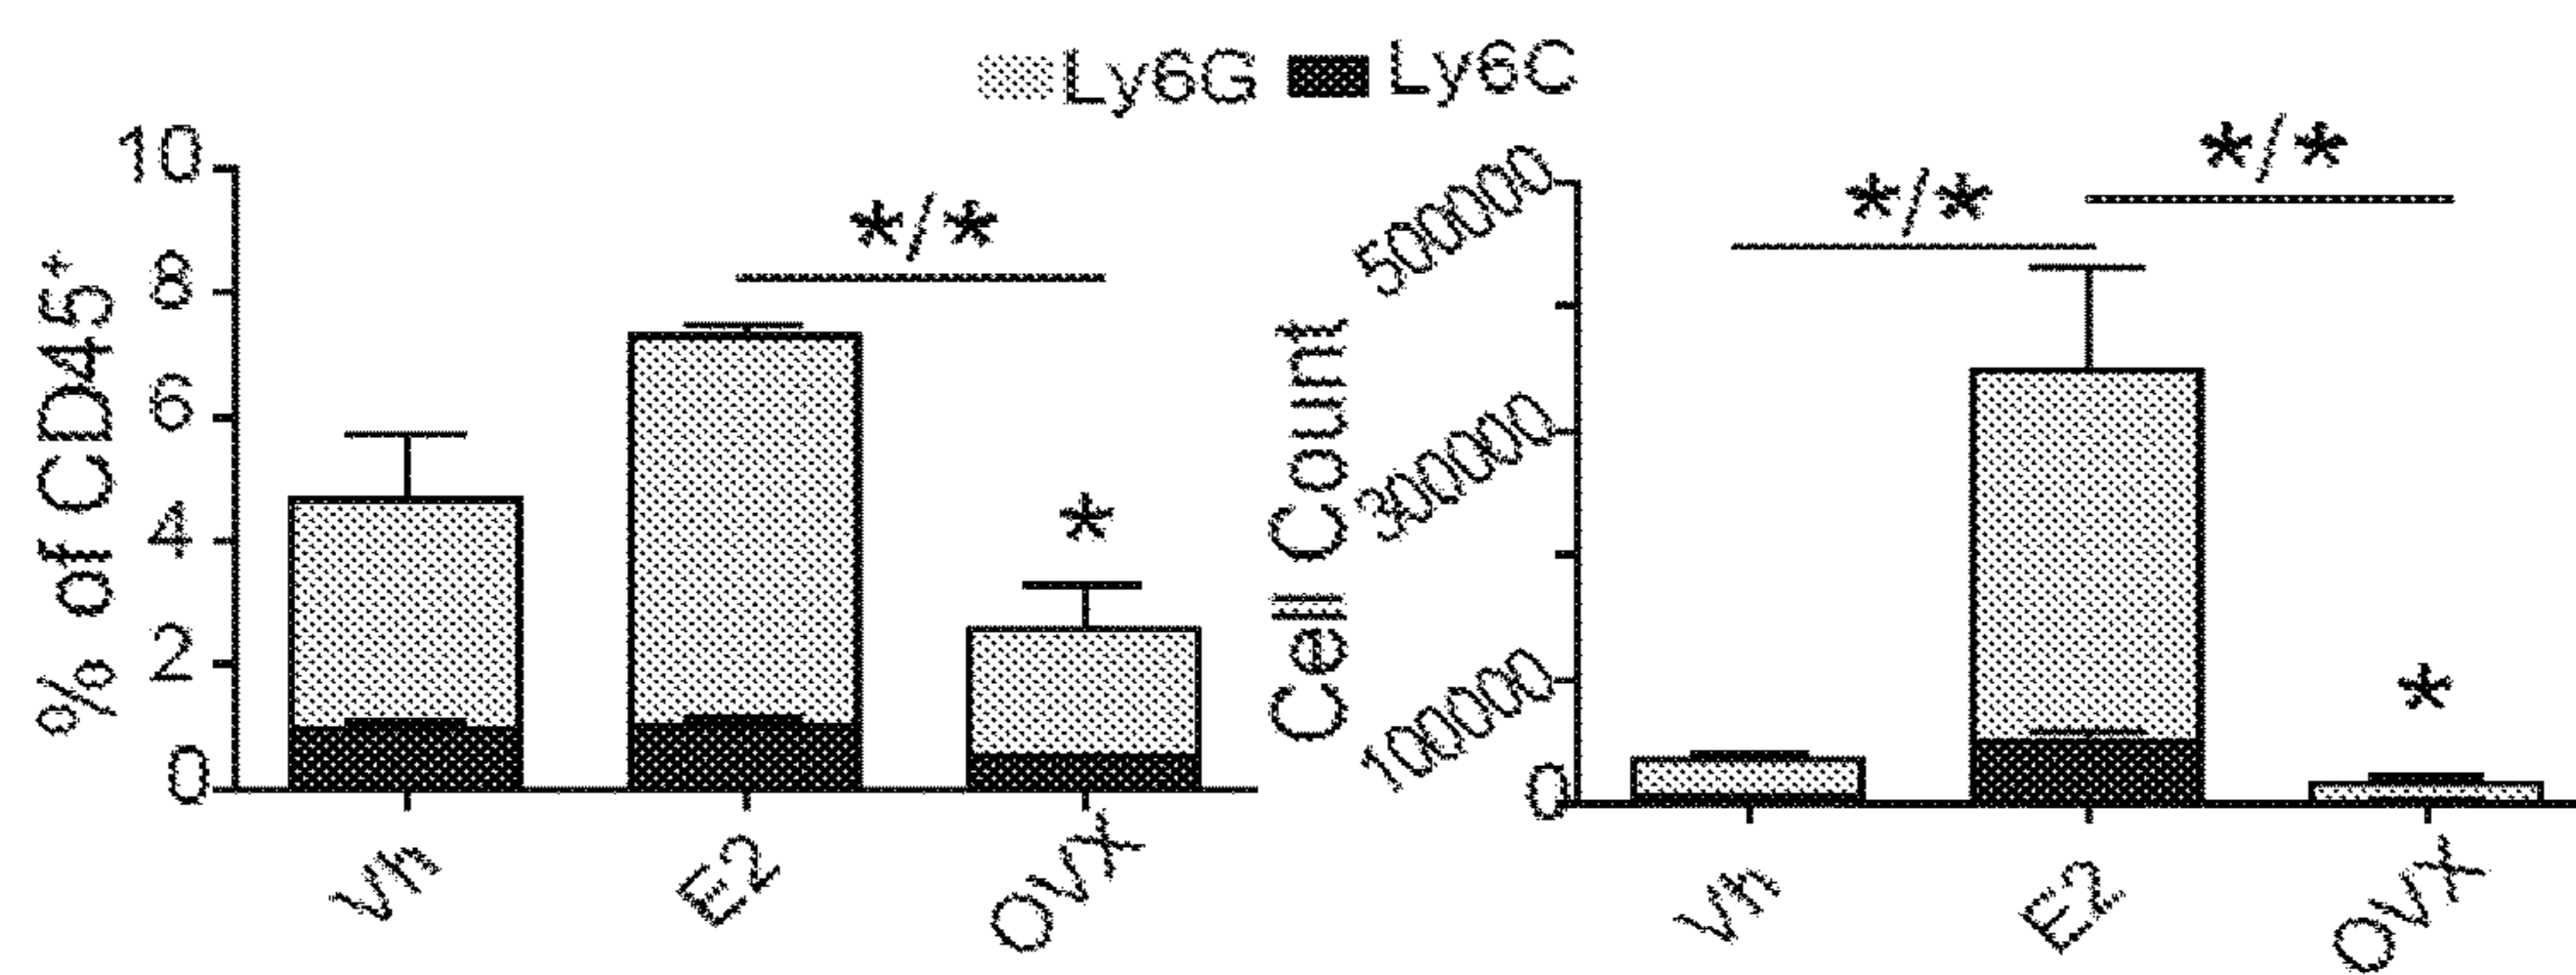 Ly6G Ly6C
% of CD45+
10
8
6
4
2
0
*/*
*
Vh
E2
OVX
Cell Count
500000
300000
100000
0
*/*
*/*
*
Vh
E2
OVX